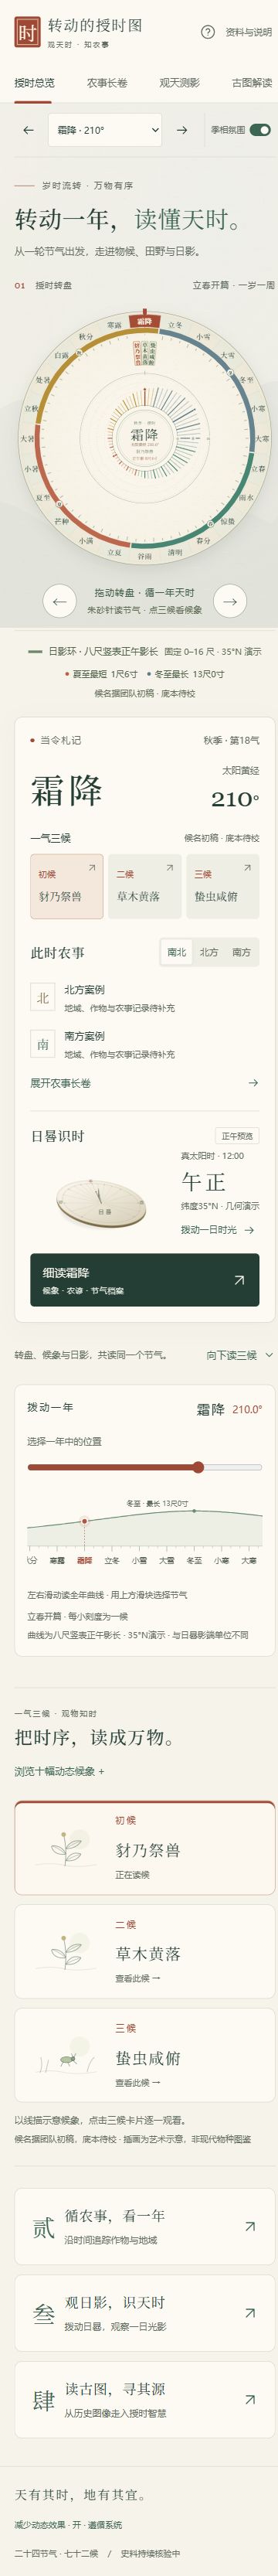 时
转动的授时图
观天时 · 知农事
资料与说明
授时总览
农事长卷
观天测影
古图解读
霜降 · 210°
季相氛围
岁时流转 · 万物有序
转动一年，读懂天时。
从一轮节气出发，走进物候、田野与日影。
01 授时转盘
立春开篇 · 一岁一周
霜降
立冬
小雪
大雪
冬至
小寒
大寒
立春
雨水
惊蛰
春分
清明
谷雨
立夏
小满
芒种
夏至
小暑
大暑
立秋
处暑
白露
秋分
寒露
霜降
拖动转盘 · 循一年天时
朱砂针读节气 · 点三候看候象
日影环 · 八尺竖表正午影长 固定 0–16 尺 · 35°N 演示
夏至最短 1尺6寸
冬至最长 13尺0寸
候名据团队初稿 · 底本待校
当令札记
秋季 · 第18气
霜降
太阳黄经
210°
一气三候
候名初稿 · 底本待校
初候
豺乃祭兽
二候
草木黄落
三候
蛰虫咸俯
此时农事
南北
北方
南方
北
北方案例
地域、作物与农事记录待补充
南
南方案例
地域、作物与农事记录待补充
展开农事长卷
日晷识时
正午预览
日晷
真太阳时 · 12:00
午正
纬度35°N · 几何演示
拨动一日时光
细读霜降
候象 · 农谚 · 节气档案
转盘、候象与日影，共读同一个节气。
向下读三候
拨动一年
霜降 210.0°
选择一年中的位置
冬至 · 最长 13尺0寸
寒露
霜降
立冬
小雪
大雪
冬至
小寒
大寒
左右滑动读全年曲线 · 用上方滑块选择节气
立春开篇 · 每小刻度为一候
曲线为八尺竖表正午影长 · 35°N演示 · 与日晷影锚单位不同
一气三候 · 观物知时
把时序，读成万物。
浏览十幅动态候象 +
初候
豺乃祭兽
正在读候
二候
草木黄落
查看此候 →
三候
蛰虫咸俯
查看此候 →
以线描示意候象，点击三候卡片逐一观看。
候名据团队初稿，底本待校 · 插画为艺术示意，非现代物种图鉴
贰
循农事，看一年
沿时间追踪作物与地域
叁
观日影，识天时
拨动日晷，观察一日光影
肆
读古图，寻其源
从历史图像走入授时智慧
天有其时，地有其宜。
减少动态效果 · 开 · 遵循系统
二十四节气 · 七十二候 / 史料持续核验中